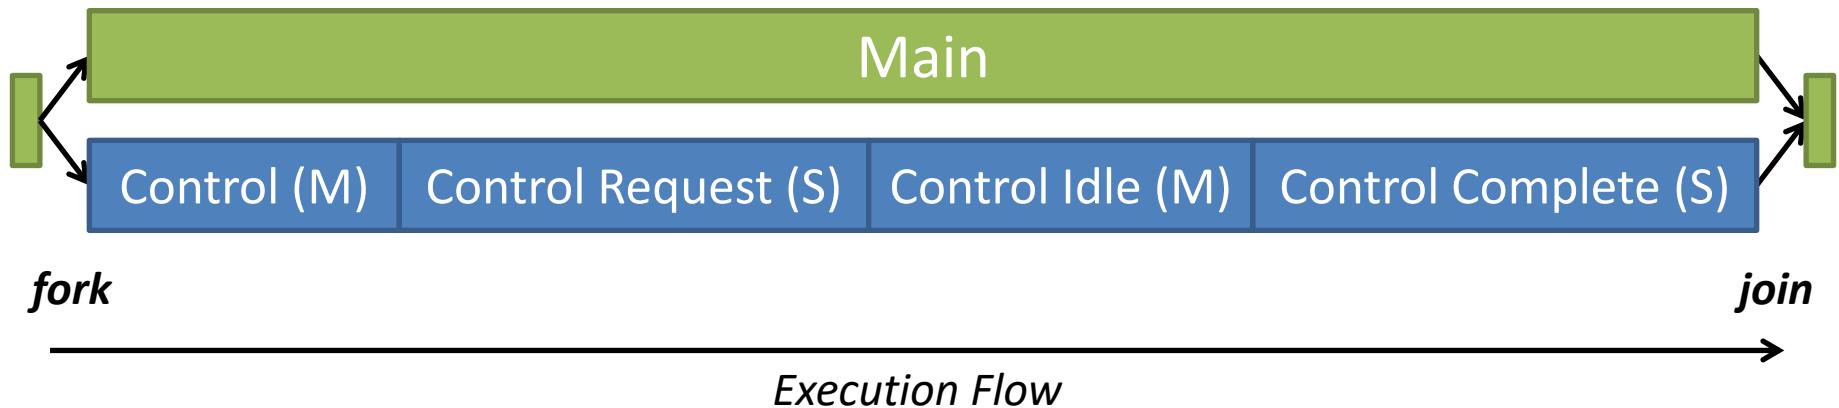 Main
Control (M) Control Request (S) Control Idle (M) Control Complete (S)
fork join
Execution Flow